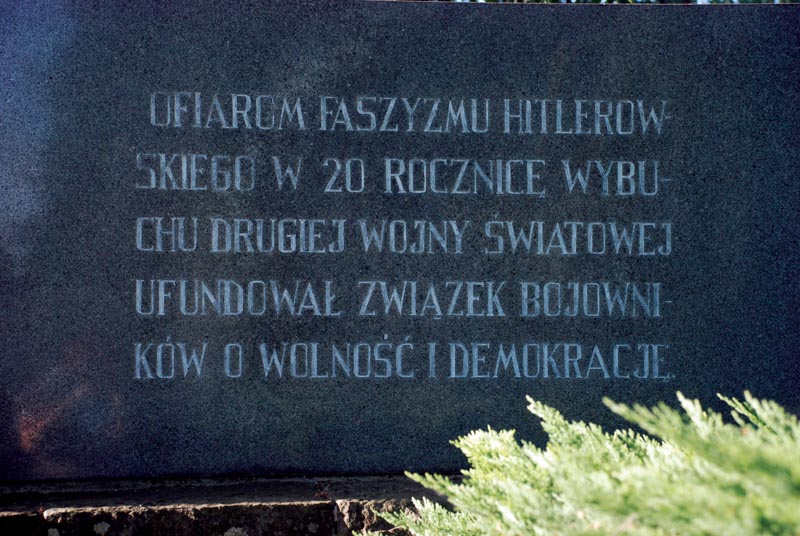 OFIAROM FASZYZMU HITLEROW-
SKIEGO W 20 ROCZNICĘ WYBU-
CHU DRUGIEJ WOJNY ŚWIATOWEJ
UFUNDOWAŁ ZWIĄZEK BOJOWNI-
KÓW O WOLNOŚĆ I DEMOKRACJĘ.